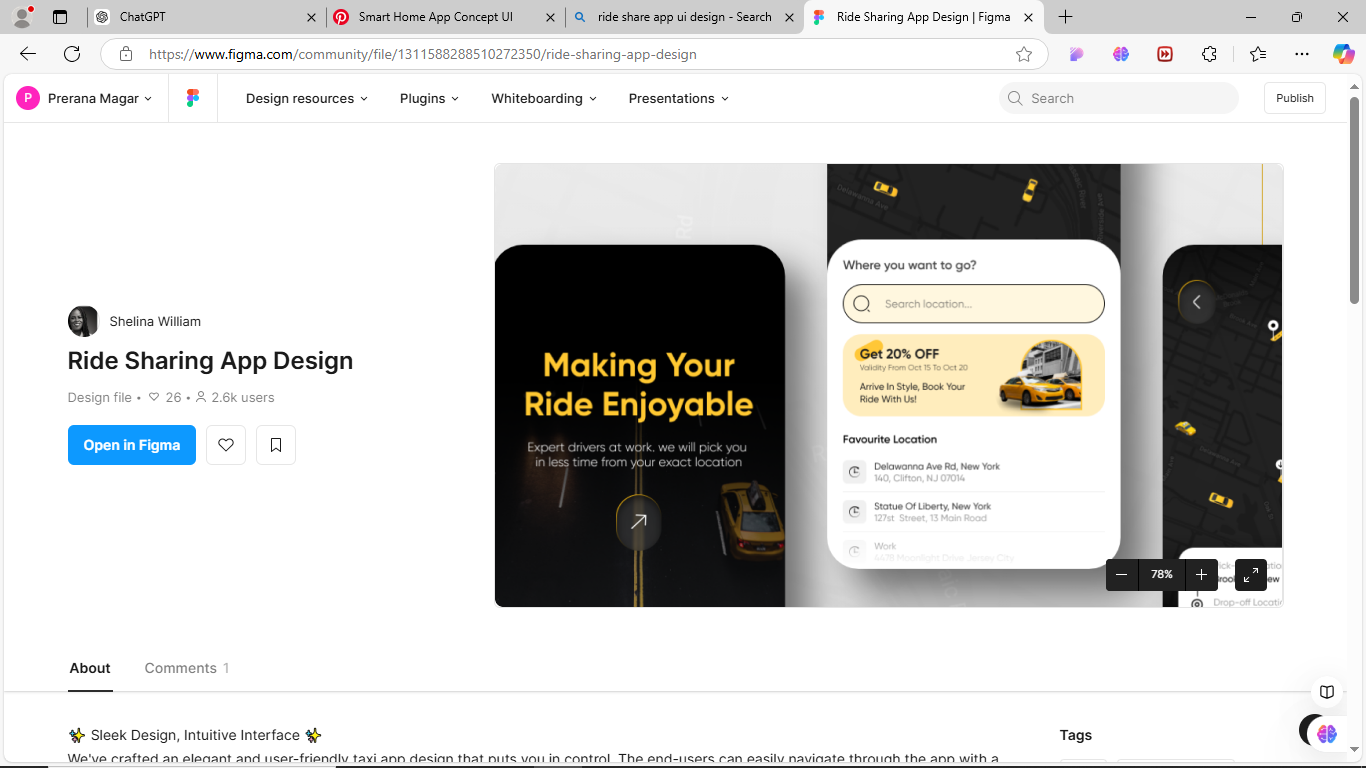 ChatGPT
Smart Home App Concept UI
ride share app ui design - Search
Ride Sharing App Design | Figma
https://www.figma.com/community/file/1311588288510272350/ride-sharing-app-design
P
Prerana Magar
Design resources
Plugins
Whiteboarding
Presentations
Search
Publish
Shelina William
Ride Sharing App Design
Design file • 26 • 2.6k users
Open in Figma
Making Your
Ride Enjoyable
Expert drivers at work. we will pick you
in less time from your exact location
Rd
Delawanna Ave
Where you want to go?
Search location...
Get 20% OFF
Validity From Oct 15 To Oct 20
Arrive In Style, Book Your
Ride With Us!
Favourite Location
Delawanna Ave Rd, New York
140, Clifton, NJ 07014
Statue Of Liberty, New York
127st Street, 13 Main Road
Work
4478 Moonlight Drive Jersey City
Drop-off Locati
78%
About
Comments 1
✨ Sleek Design, Intuitive Interface ✨
We've crafted an elegant and user-friendly taxi app design that puts you in control. The end-users can easily navigate through the app with a
Tags